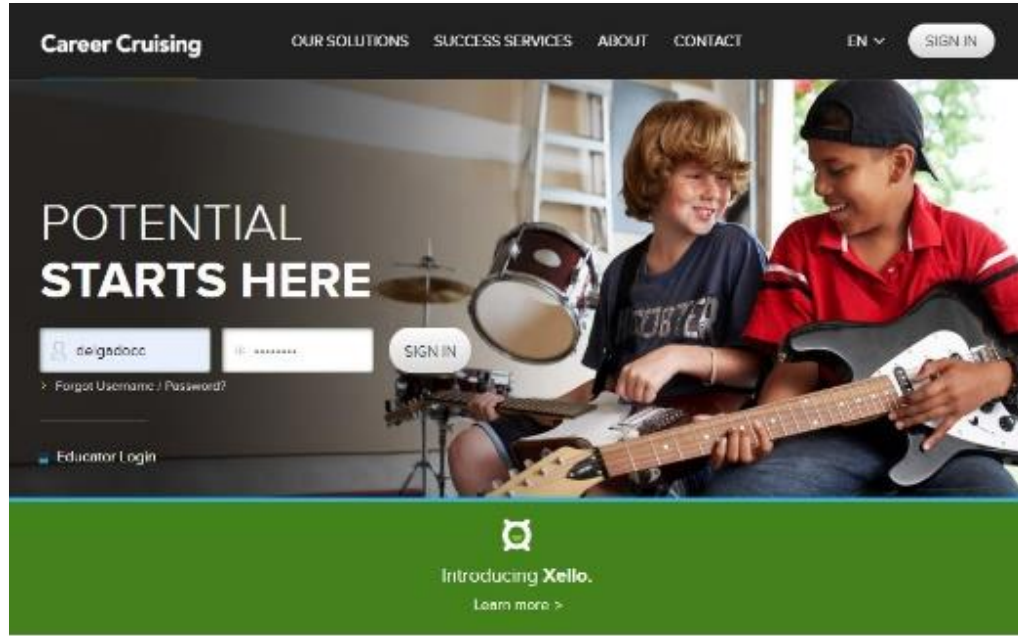 Career Cruising
OUR SOLUTIONS SUCCESS SERVICES ABOUT CONTACT EN SIGN IN
POTENTIAL
STARTS HERE
delgadocc ········ SIGN IN
> Forgot Username / Password?
Educator Login
Introducing Xello.
Learn more >